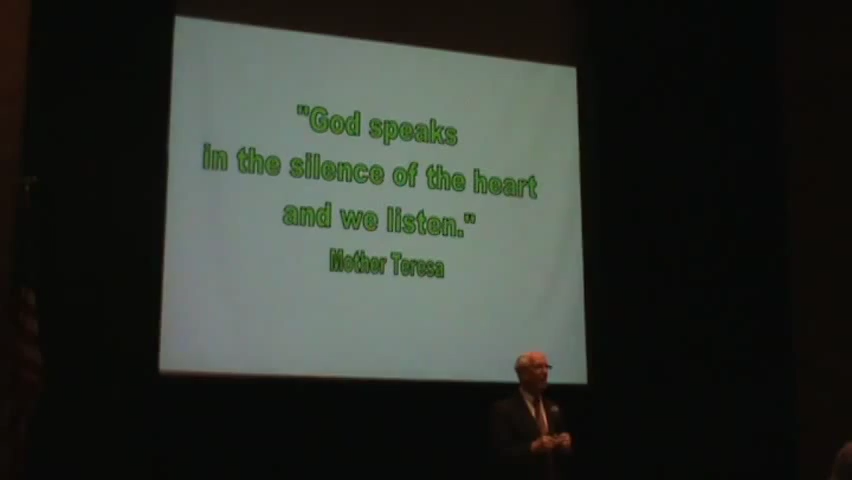 "God speaks
in the silence of the heart
and we listen."
Mother Teresa